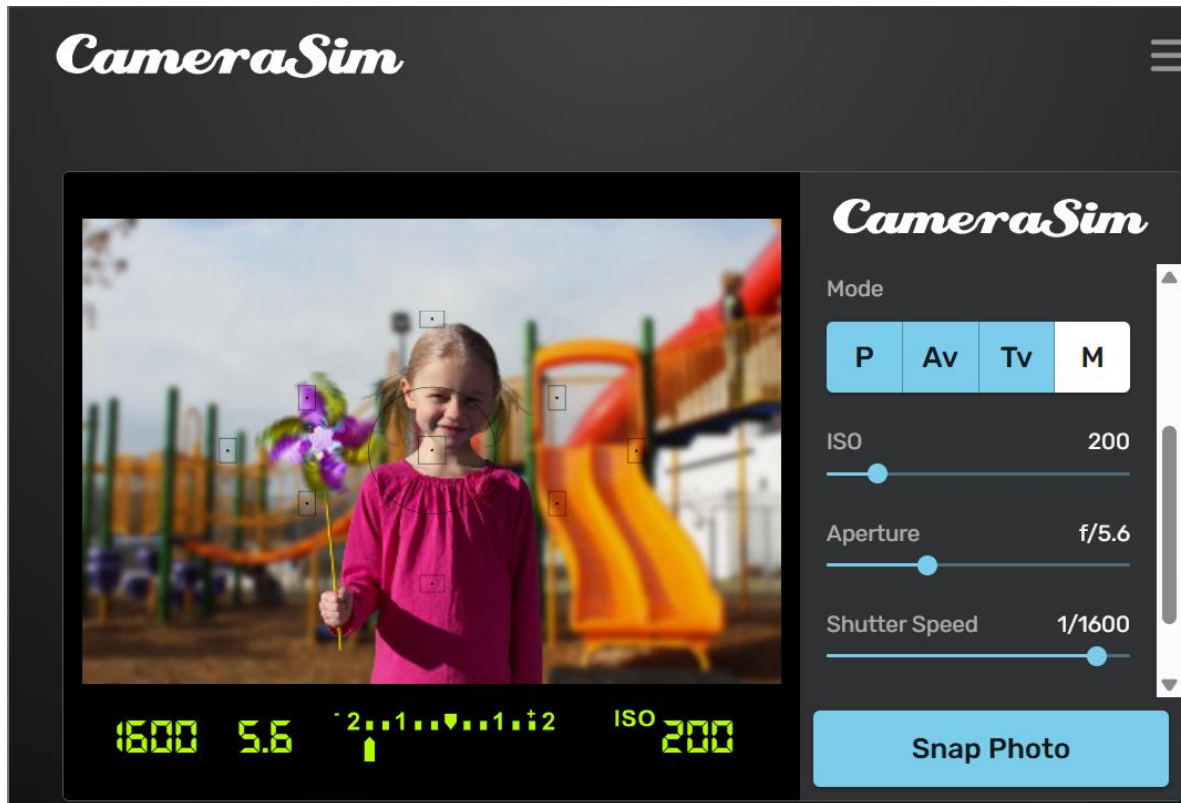 CameraSim
CameraSim
Mode
P Av Tv M
ISO 200
Aperture f/5.6
Shutter Speed 1/1600
1600 5.6 -2..1..▼..1..+2 ISO 200
Snap Photo